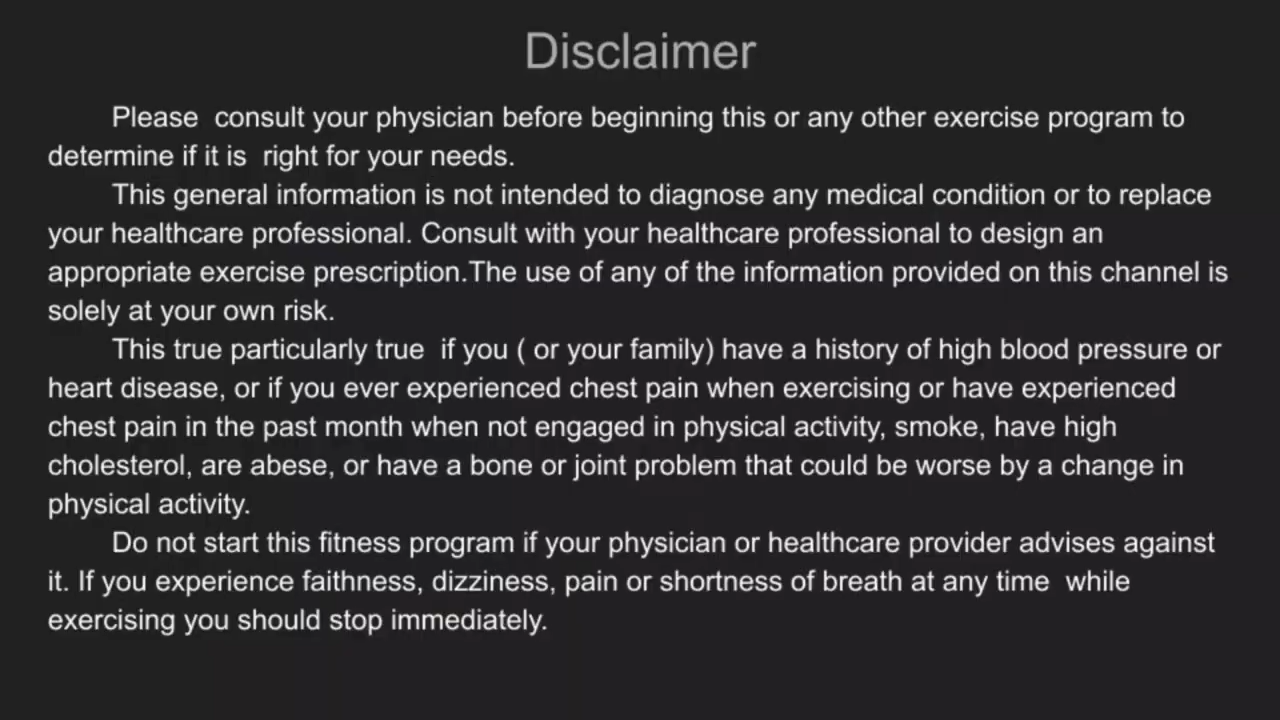 Disclaimer
Please  consult your physician before beginning this or any other exercise program to
determine if it is  right for your needs.
This general information is not intended to diagnose any medical condition or to replace
your healthcare professional. Consult with your healthcare professional to design an
appropriate exercise prescription.The use of any of the information provided on this channel is
solely at your own risk.
This true particularly true  if you ( or your family) have a history of high blood pressure or
heart disease, or if you ever experienced chest pain when exercising or have experienced
chest pain in the past month when not engaged in physical activity, smoke, have high
cholesterol, are abese, or have a bone or joint problem that could be worse by a change in
physical activity.
Do not start this fitness program if your physician or healthcare provider advises against
it. If you experience faithness, dizziness, pain or shortness of breath at any time  while
exercising you should stop immediately.